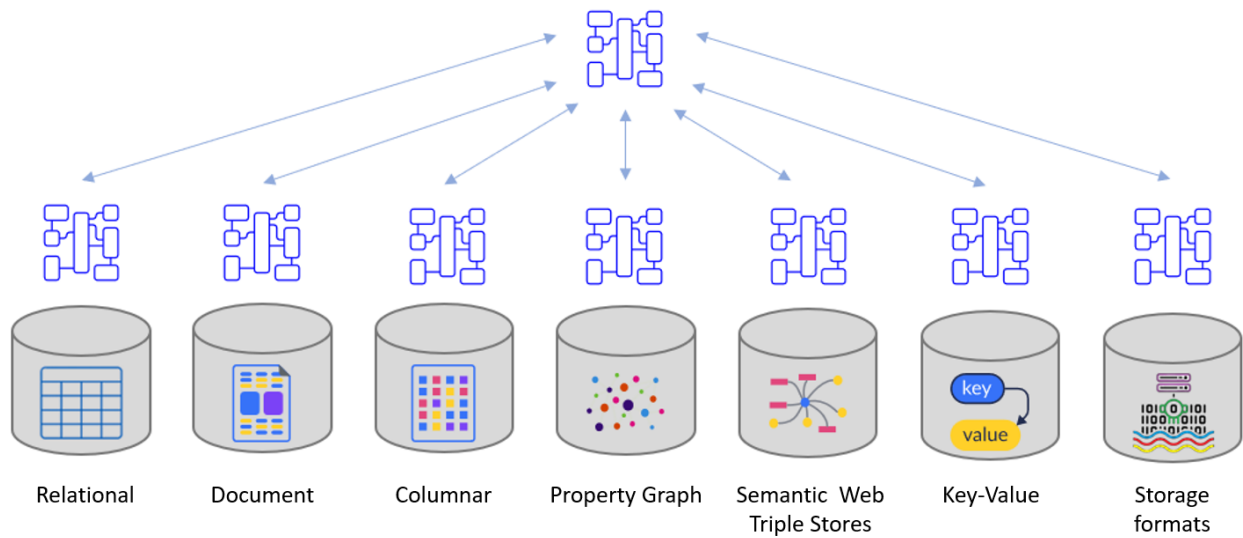 key
value
Relational
Document
Columnar
Property Graph
Semantic Web
Triple Stores
Key-Value
Storage
formats